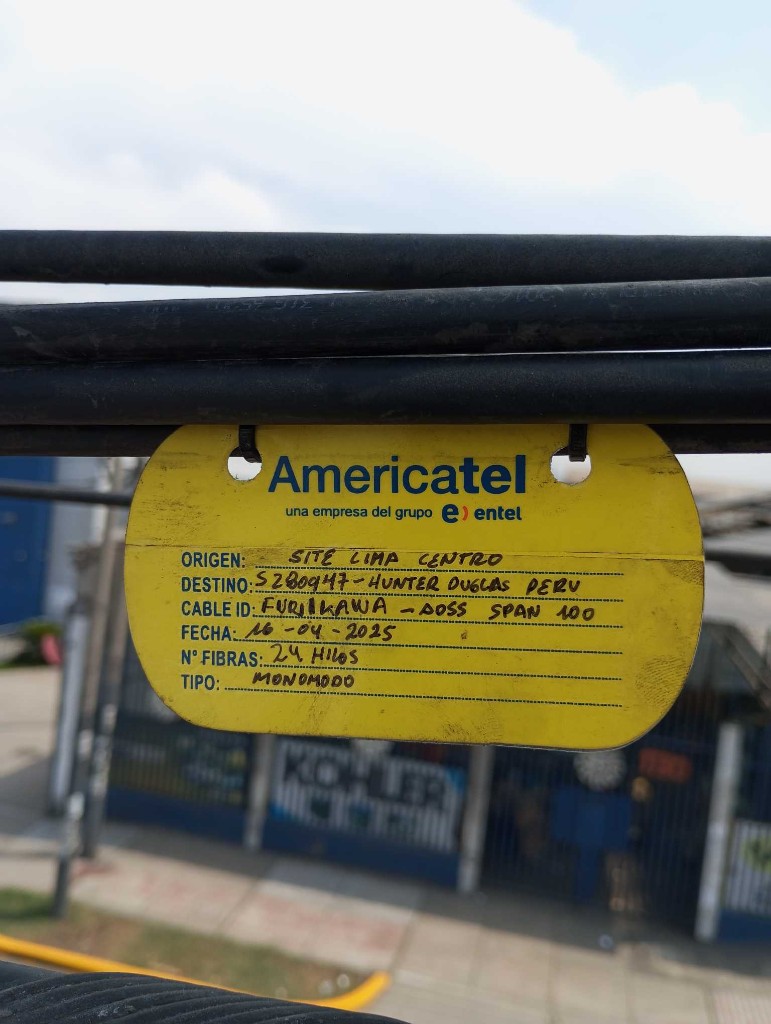 Americatel
una empresa del grupo e) entel
ORIGEN: SITE LIMA CENTRO
DESTINO: S280947-HUNTER DUGLAS PERU
CABLE ID: FURUKAWA - ADSS SPAN 100
FECHA: 16-04-2025
N° FIBRAS: 24 HILOS
TIPO: MONOMODO
KOHLER